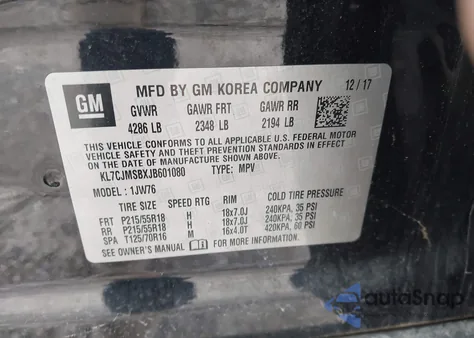 GM
MFD BY GM KOREA COMPANY 12/17
GVWR GAWR FRT GAWR RR
4286 LB 2348 LB 2194 LB
THIS VEHICLE CONFORMS TO ALL APPLICABLE U.S. FEDERAL MOTOR
VEHICLE SAFETY, BUMPER, AND THEFT PREVENTION STANDARDS IN
EFFECT ON THE DATE OF MANUFACTURE SHOWN ABOVE.
KL7CJMSBXJB601080 TYPE: MPV
MODEL: 1JW76
TIRE SIZE SPEED RTG RIM COLD TIRE PRESSURE
FRT P215/55R18 H 18x7.0J 240KPA, 35 PSI
RR P215/55R18 H 18x7.0J 240KPA, 35 PSI
SPA T125/70R16 M 16x4.0T 420KPA, 60 PSI
SEE OWNER'S MANUAL FOR ADDITIONAL INFORMATION.
autoSnap